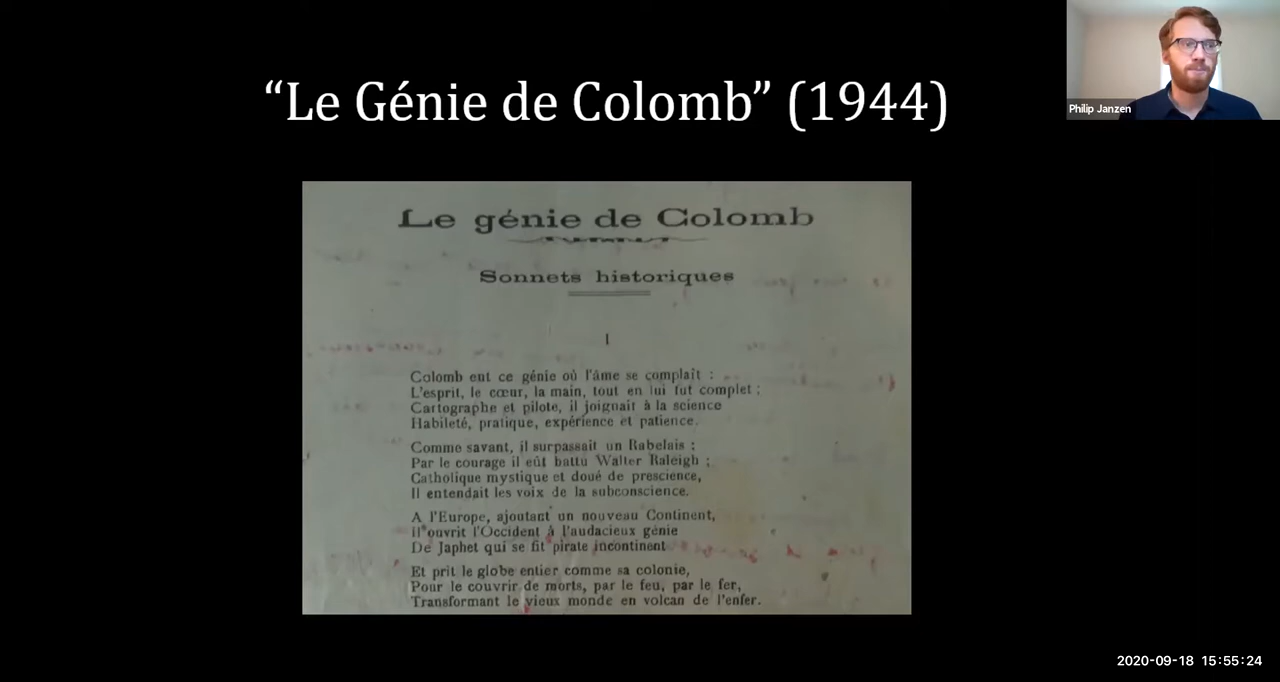 “Le Génie de Colomb” (1944)
Philip Janzen
Le génie de Colomb
Sonnets historiques
I
Colomb eut ce génie où l'âme se complaît :
L'esprit, le cœur, la main, tout en lui fut complet ;
Cartographe et pilote, il joignait à la science
Habileté, pratique, expérience et patience.
Comme savant, il surpassait un Rabelais ;
Par le courage il eût battu Walter Raleigh ;
Catholique mystique et doué de prescience,
Il entendait les voix de la subconscience.
A l'Europe, ajoutant un nouveau Continent,
il ouvrit l'Occident à l'audacieux génie
De Japhet qui se fit pirate incontinent
Et prit le globe entier comme sa colonie,
Pour le couvrir de morts, par le feu, par le fer,
Transformant le vieux monde en volcan de l'enfer.
2020-09-18 15:55:24